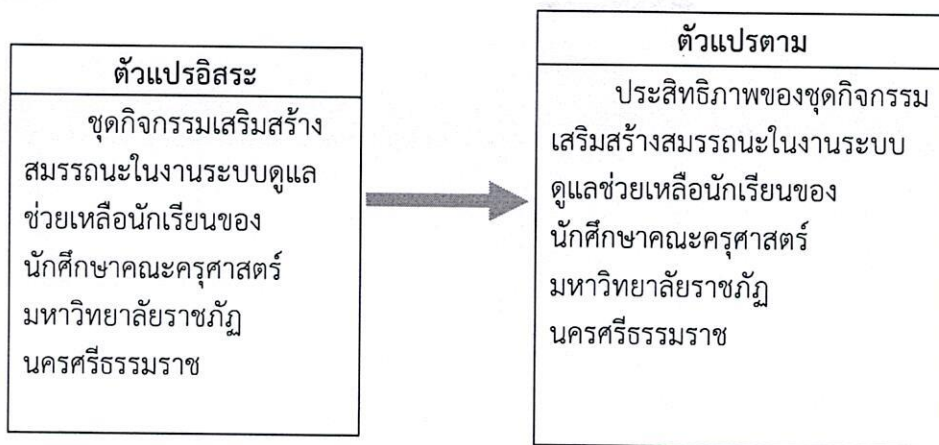 ตัวแปรอิสระ
ชุดกิจกรรมเสริมสร้าง
สมรรถนะในงานระบบดูแล
ช่วยเหลือนักเรียนของ
นักศึกษาคณะครุศาสตร์
มหาวิทยาลัยราชภัฏ
นครศรีธรรมราช
ตัวแปรตาม
ประสิทธิภาพของชุดกิจกรรม
เสริมสร้างสมรรถนะในงานระบบ
ดูแลช่วยเหลือนักเรียนของ
นักศึกษาคณะครุศาสตร์
มหาวิทยาลัยราชภัฏ
นครศรีธรรมราช